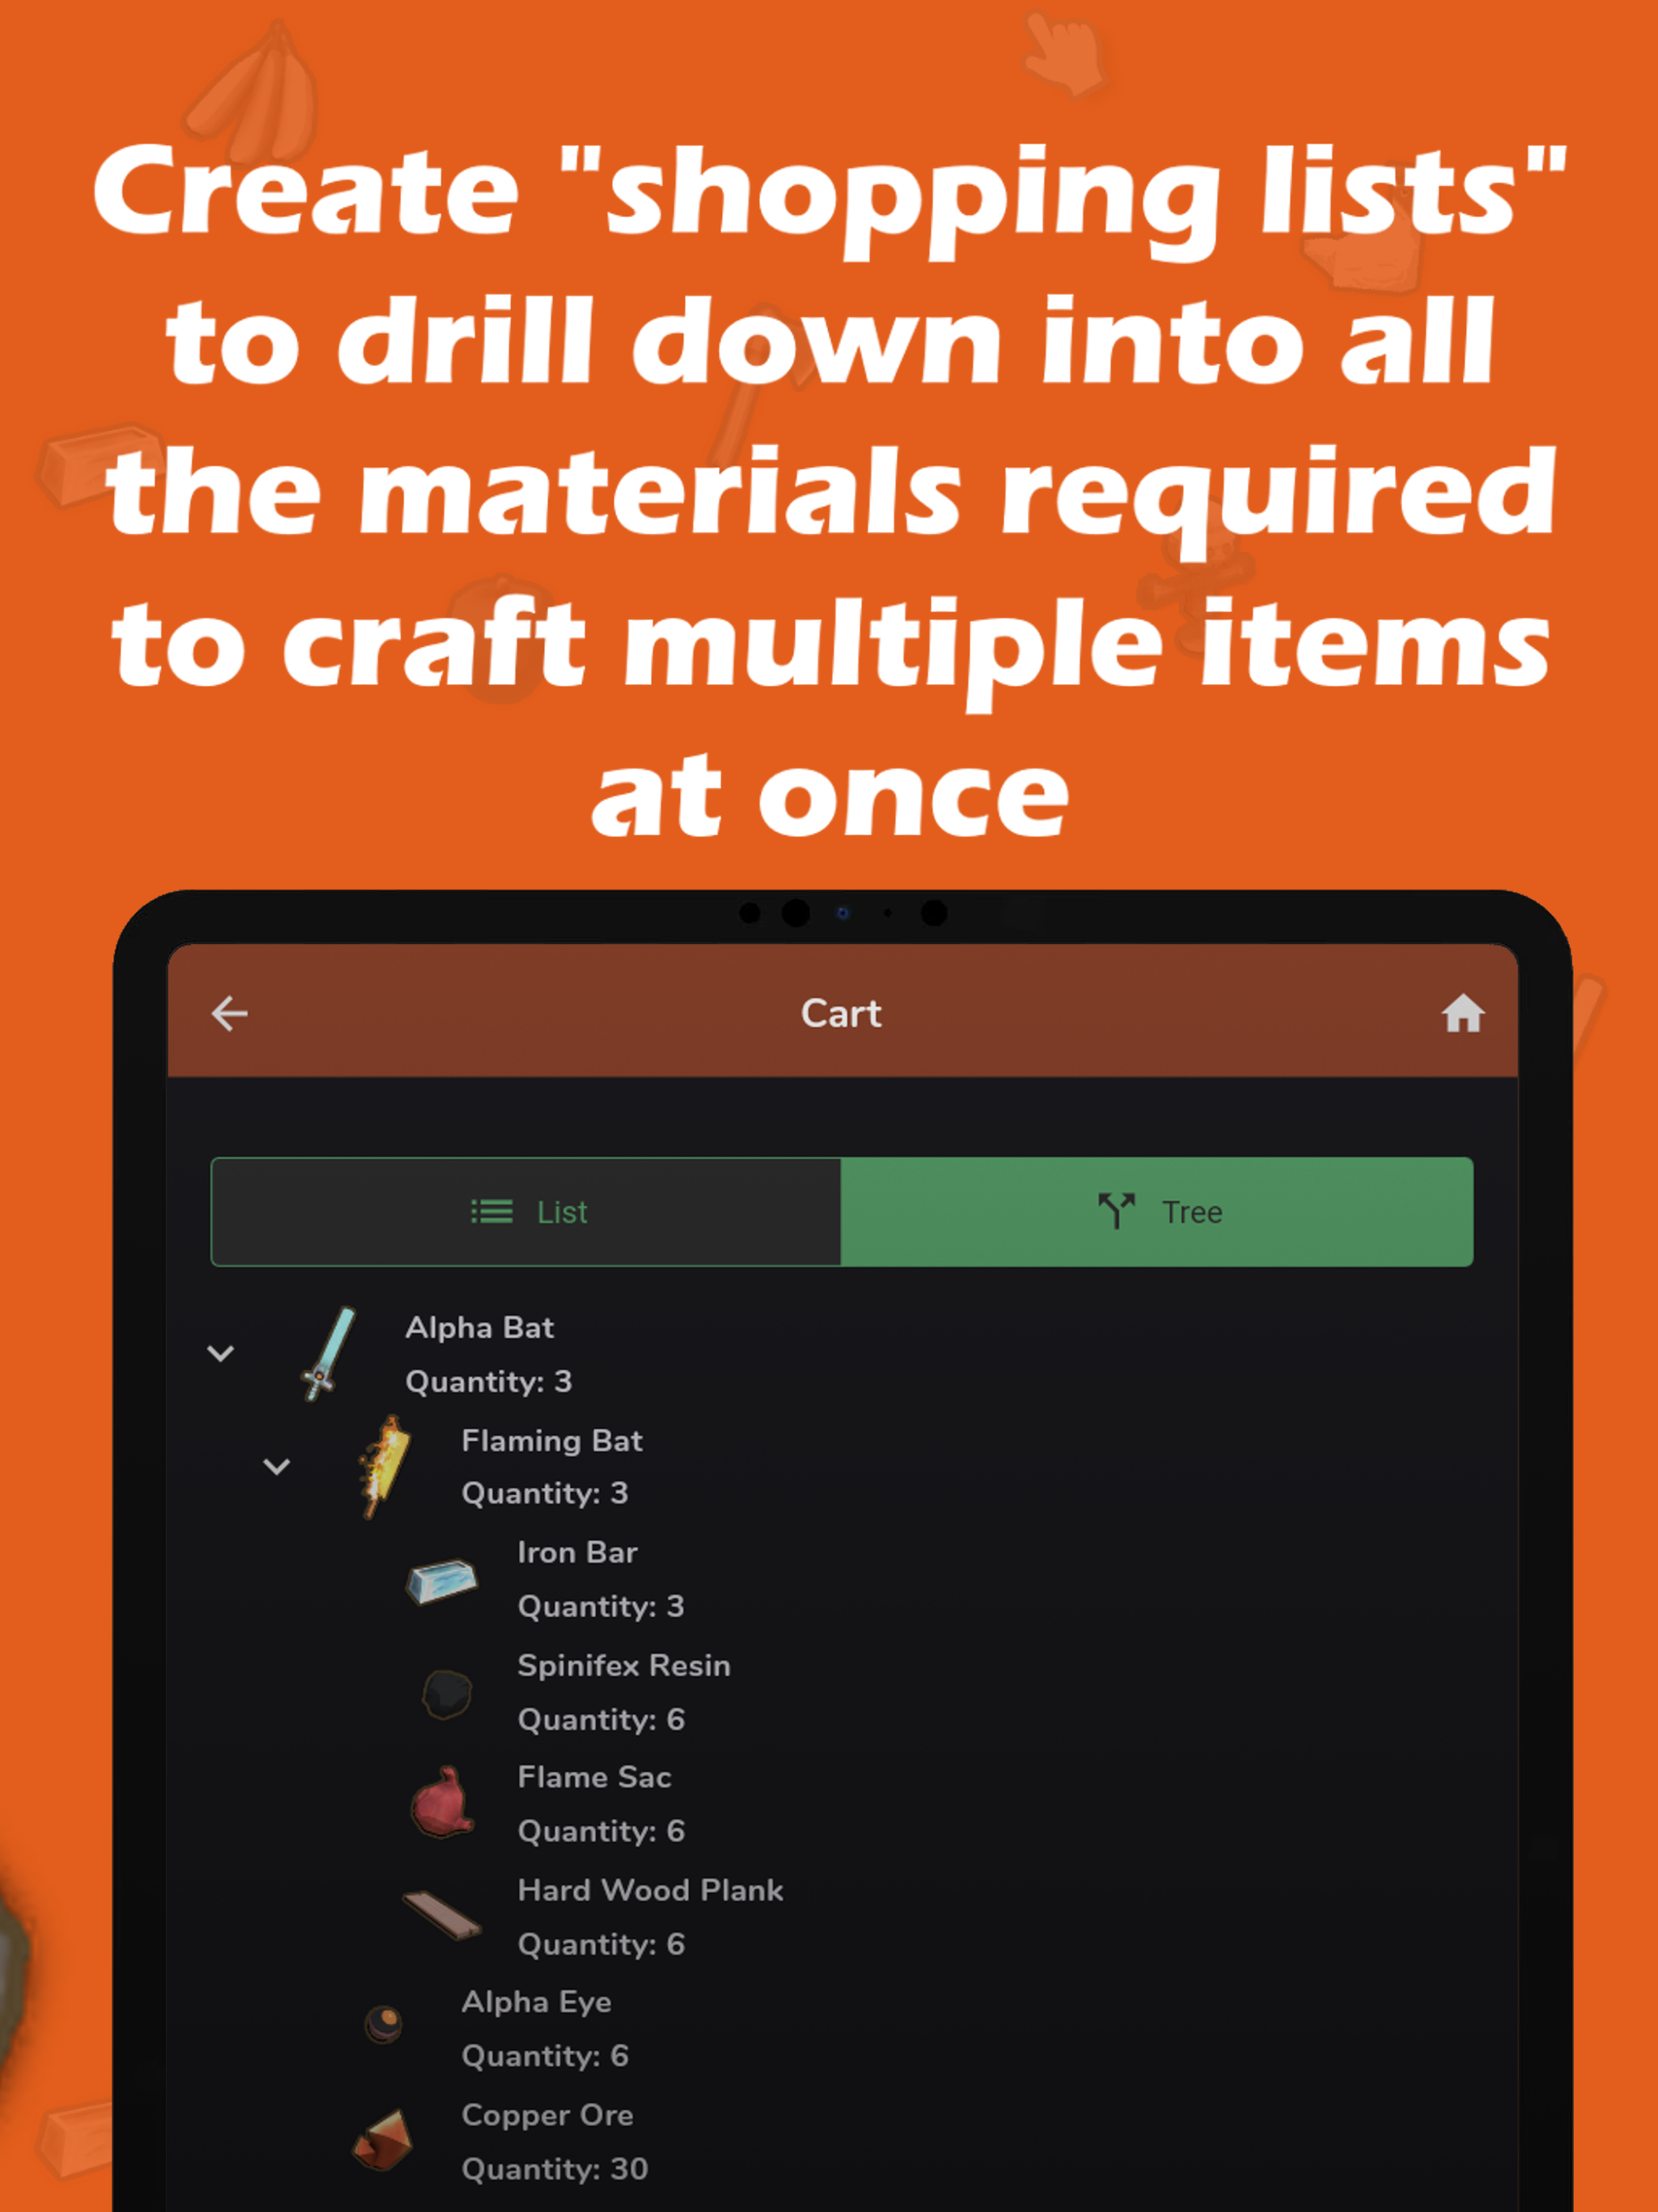 Create "shopping lists"
to drill down into all
the materials required
to craft multiple items
at once
Cart
List
Tree
Alpha Bat
Quantity: 3
Flaming Bat
Quantity: 3
Iron Bar
Quantity: 3
Spinifex Resin
Quantity: 6
Flame Sac
Quantity: 6
Hard Wood Plank
Quantity: 6
Alpha Eye
Quantity: 6
Copper Ore
Quantity: 30